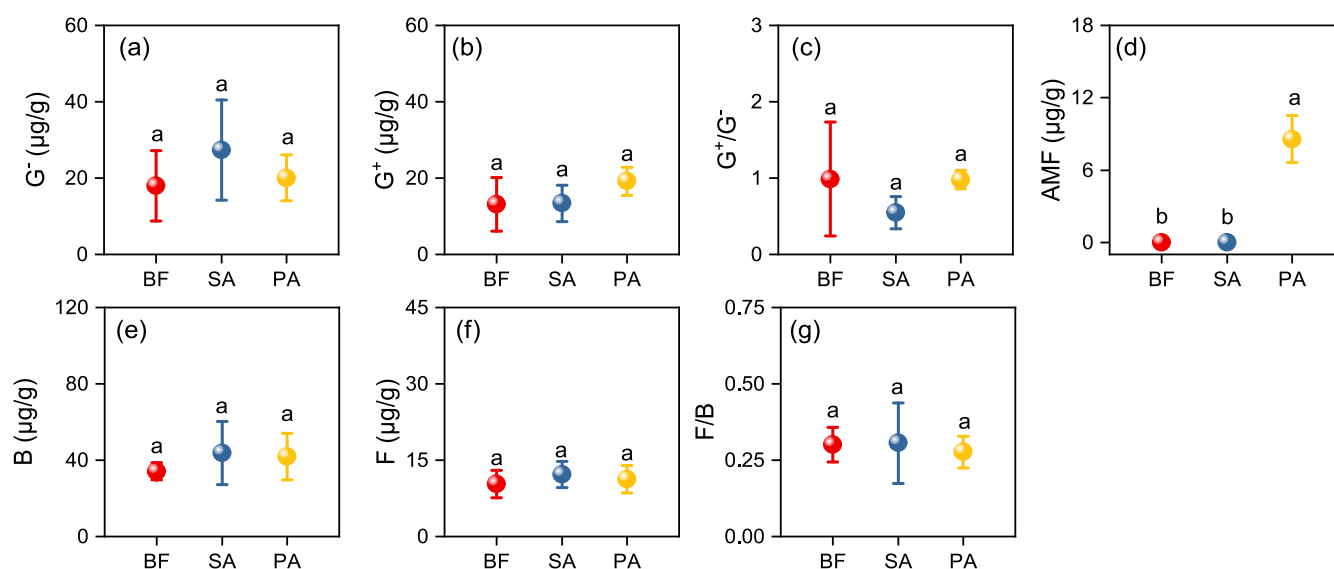 (a)
G⁻ (µg/g)
60
40
20
0
a
a
a
BF
SA
PA
(b)
G⁺ (µg/g)
60
40
20
0
a
a
a
BF
SA
PA
(c)
G⁺/G⁻
3
2
1
0
a
a
a
BF
SA
PA
(d)
AMF (µg/g)
18
12
6
0
b
b
a
BF
SA
PA
(e)
B (µg/g)
120
80
40
0
a
a
a
BF
SA
PA
(f)
F (µg/g)
45
30
15
0
a
a
a
BF
SA
PA
(g)
F/B
0.75
0.50
0.25
0.00
a
a
a
BF
SA
PA